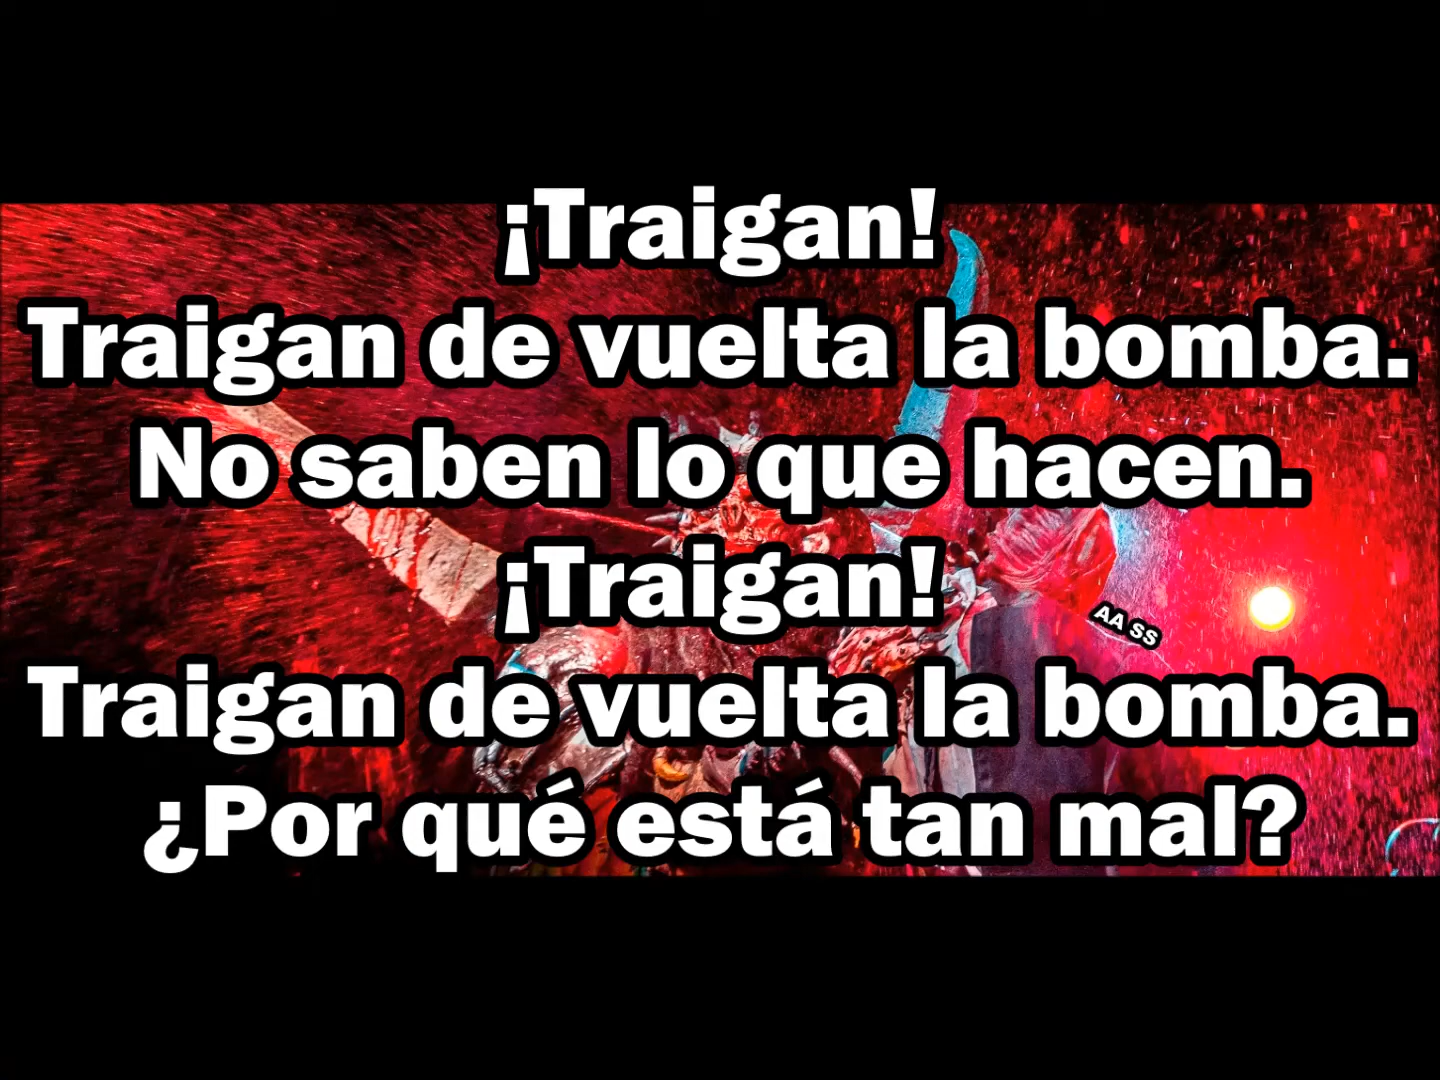 ¡Traigan!
Traigan de vuelta la bomba.
No saben lo que hacen.
¡Traigan!
AA SS
Traigan de vuelta la bomba.
¿Por qué está tan mal?